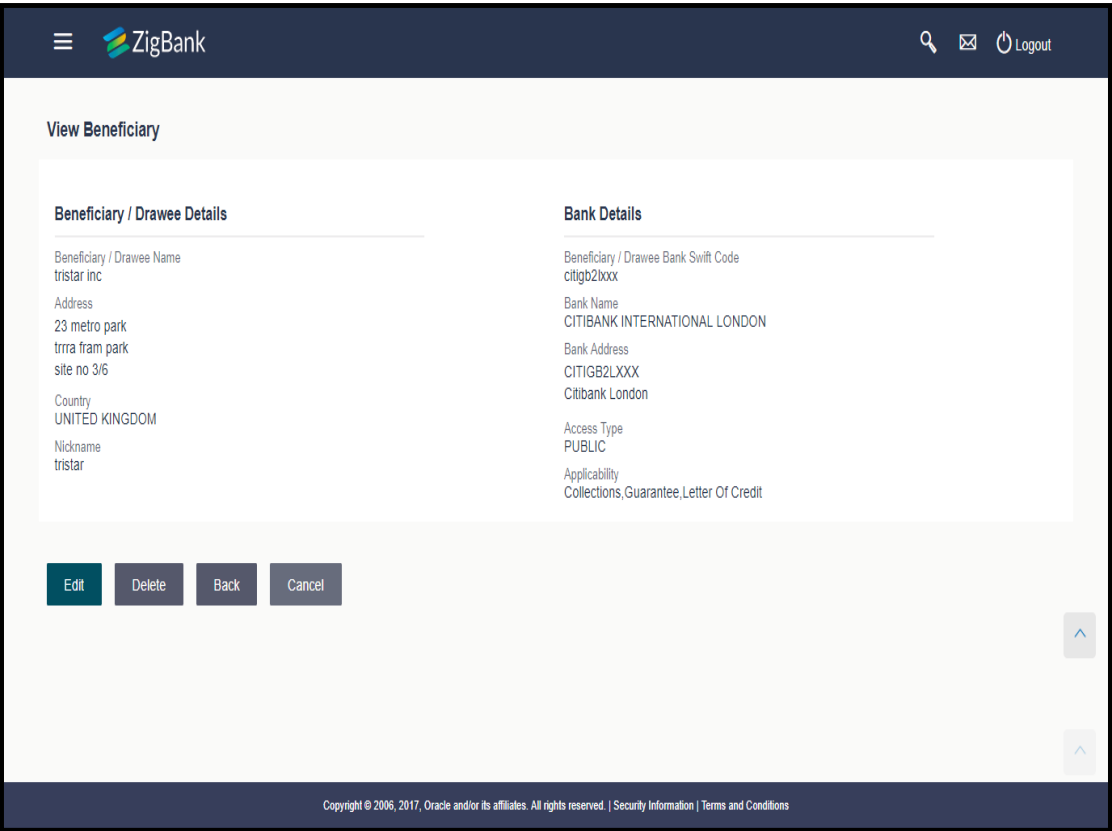 ZigBank
Logout
View Beneficiary
Beneficiary / Drawee Details
Beneficiary / Drawee Name
tristar inc
Address
23 metro park
trrra fram park
site no 3/6
Country
UNITED KINGDOM
Nickname
tristar
Bank Details
Beneficiary / Drawee Bank Swift Code
citigb2lxxx
Bank Name
CITIBANK INTERNATIONAL LONDON
Bank Address
CITIGB2LXXX
Citibank London
Access Type
PUBLIC
Applicability
Collections,Guarantee,Letter Of Credit
Edit
Delete
Back
Cancel
Copyright © 2006, 2017, Oracle and/or its affiliates. All rights reserved. | Security Information | Terms and Conditions